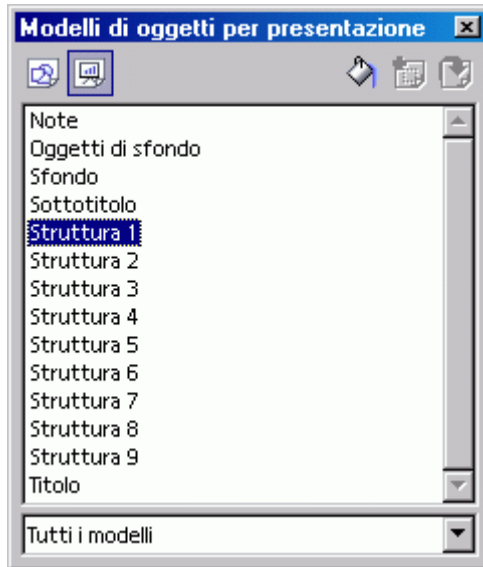 Modelli di oggetti per presentazione
Note
Oggetti di sfondo
Sfondo
Sottotitolo
Struttura 1
Struttura 2
Struttura 3
Struttura 4
Struttura 5
Struttura 6
Struttura 7
Struttura 8
Struttura 9
Titolo
Tutti i modelli